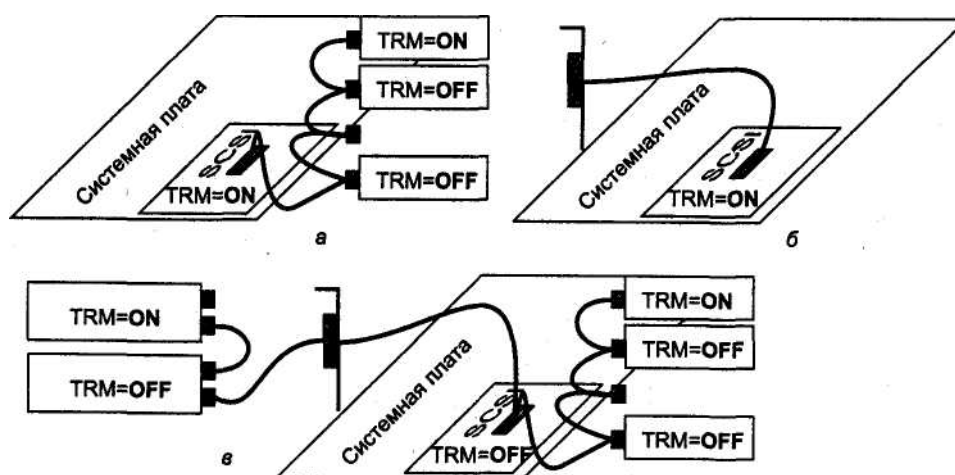 TRM=ON
TRM=OFF
Системная плата
SCSI
TRM=ON
TRM=OFF
а
Системная плата
SCSI
TRM=ON
б
TRM=ON
TRM=OFF
в
TRM=ON
TRM=OFF
Системная плата
SCSI
TRM=OFF
TRM=OFF